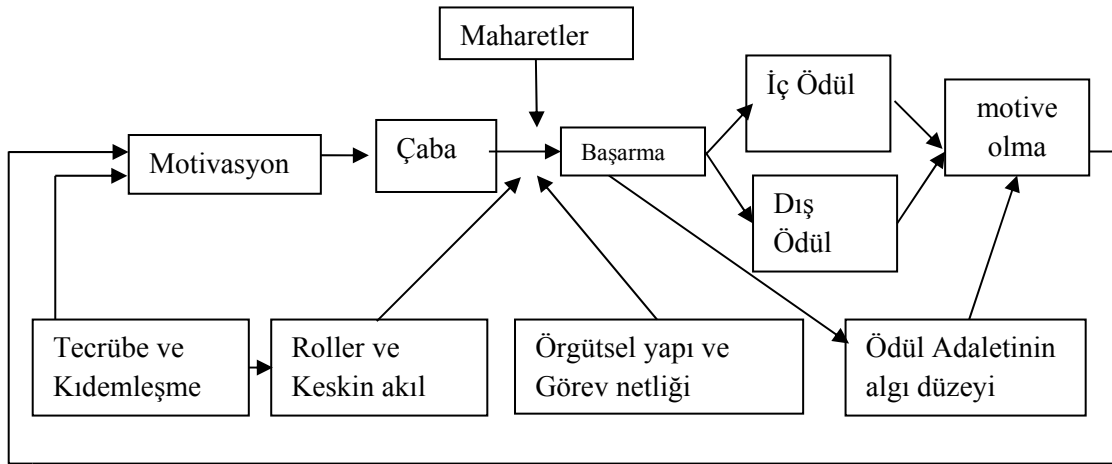 Maharetler
Motivasyon
Çaba
Başarma
İç Ödül
Dış
Ödül
motive
olma
Tecrübe ve
Kıdemleşme
Roller ve
Keskin akıl
Örgütsel yapı ve
Görev netliği
Ödül Adaletinin
algı düzeyi